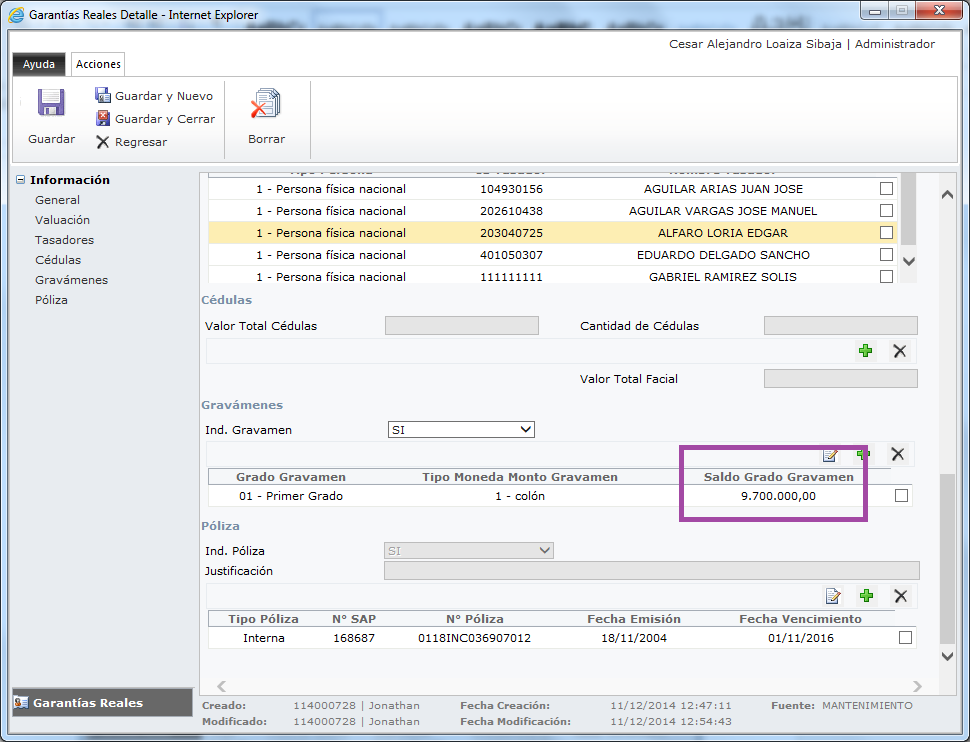 Garantías Reales Detalle - Internet Explorer
Cesar Alejandro Loaiza Sibaja | Administrador
Ayuda Acciones
Guardar
Guardar y Nuevo
Guardar y Cerrar
Regresar
Borrar
Información
General
Valuación
Tasadores
Cédulas
Gravámenes
Póliza
Garantías Reales
1 - Persona física nacional 104930156 AGUILAR ARIAS JUAN JOSE
1 - Persona física nacional 202610438 AGUILAR VARGAS JOSE MANUEL
1 - Persona física nacional 203040725 ALFARO LORIA EDGAR
1 - Persona física nacional 401050307 EDUARDO DELGADO SANCHO
1 - Persona física nacional 111111111 GABRIEL RAMIREZ SOLIS
Cédulas
Valor Total Cédulas Cantidad de Cédulas
Valor Total Facial
Gravámenes
Ind. Gravamen SI
Grado Gravamen Tipo Moneda Monto Gravamen Saldo Grado Gravamen
01 - Primer Grado 1 - colón 9.700.000,00
Póliza
Ind. Póliza SI
Justificación
Tipo Póliza N° SAP N° Póliza Fecha Emisión Fecha Vencimiento
Interna 168687 0118INC036907012 18/11/2004 01/11/2016
Creado: 114000728 | Jonathan Fecha Creación: 11/12/2014 12:47:11 Fuente: MANTENIMIENTO
Modificado: 114000728 | Jonathan Fecha Modificación: 11/12/2014 12:54:43